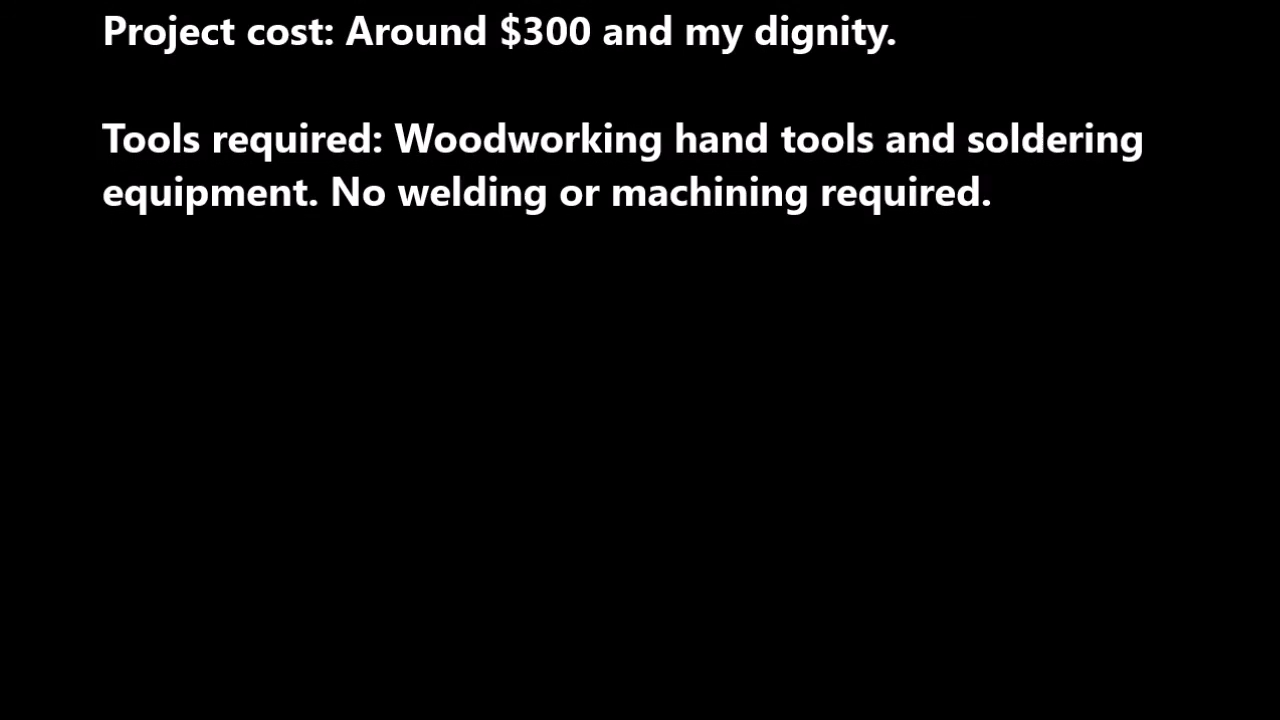 Project cost: Around $300 and my dignity.
Tools required: Woodworking hand tools and soldering
equipment. No welding or machining required.